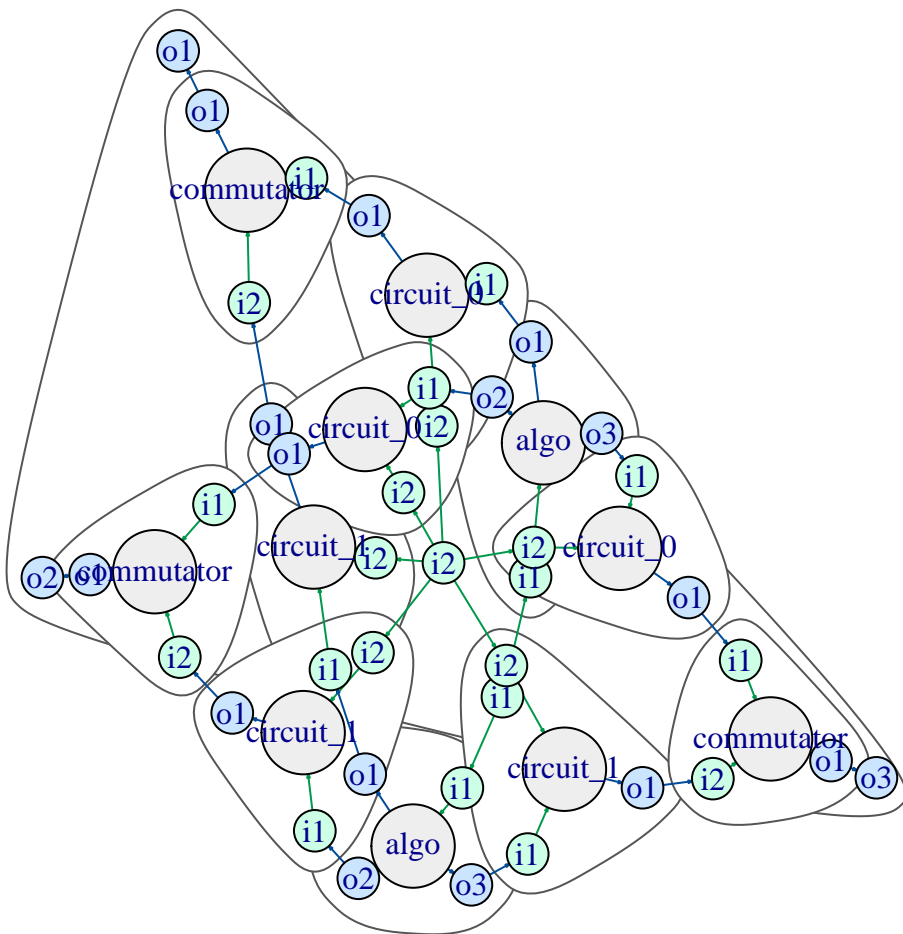 o1
o1
commutator
i1
o1
i2
circuit_0
i1
o1
i1
o2
o1
circuit_0
i2
algo
o3
o1
i1
i2
i1
circuit_1
i2
i2
i2
circuit_0
o2
o1
commutator
i1
o1
i2
i1
i2
i2
i1
i1
o1
circuit_1
commutator
o1
o3
circuit_1
o1
i2
o1
i1
i1
algo
i1
o2
o3